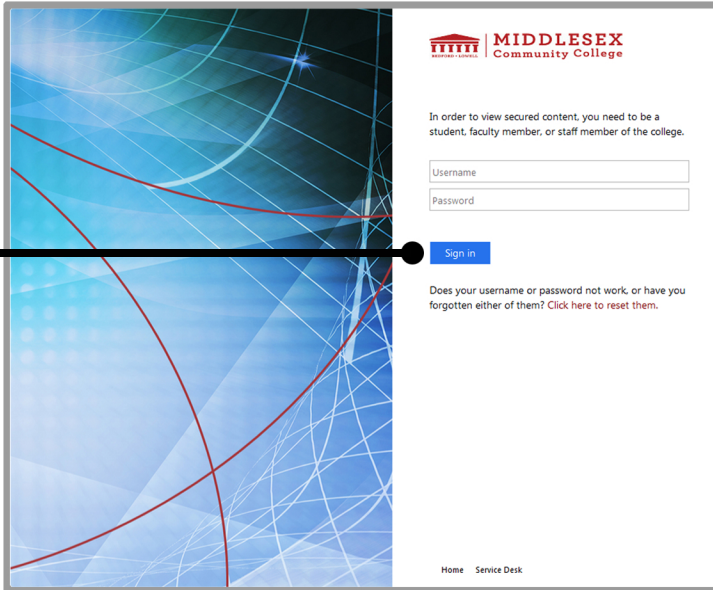 MIDDLESEX
BEDFORD • LOWELL
Community College
In order to view secured content, you need to be a
student, faculty member, or staff member of the college.
Username
Password
Sign in
Does your username or password not work, or have you
forgotten either of them? Click here to reset them.
Home Service Desk